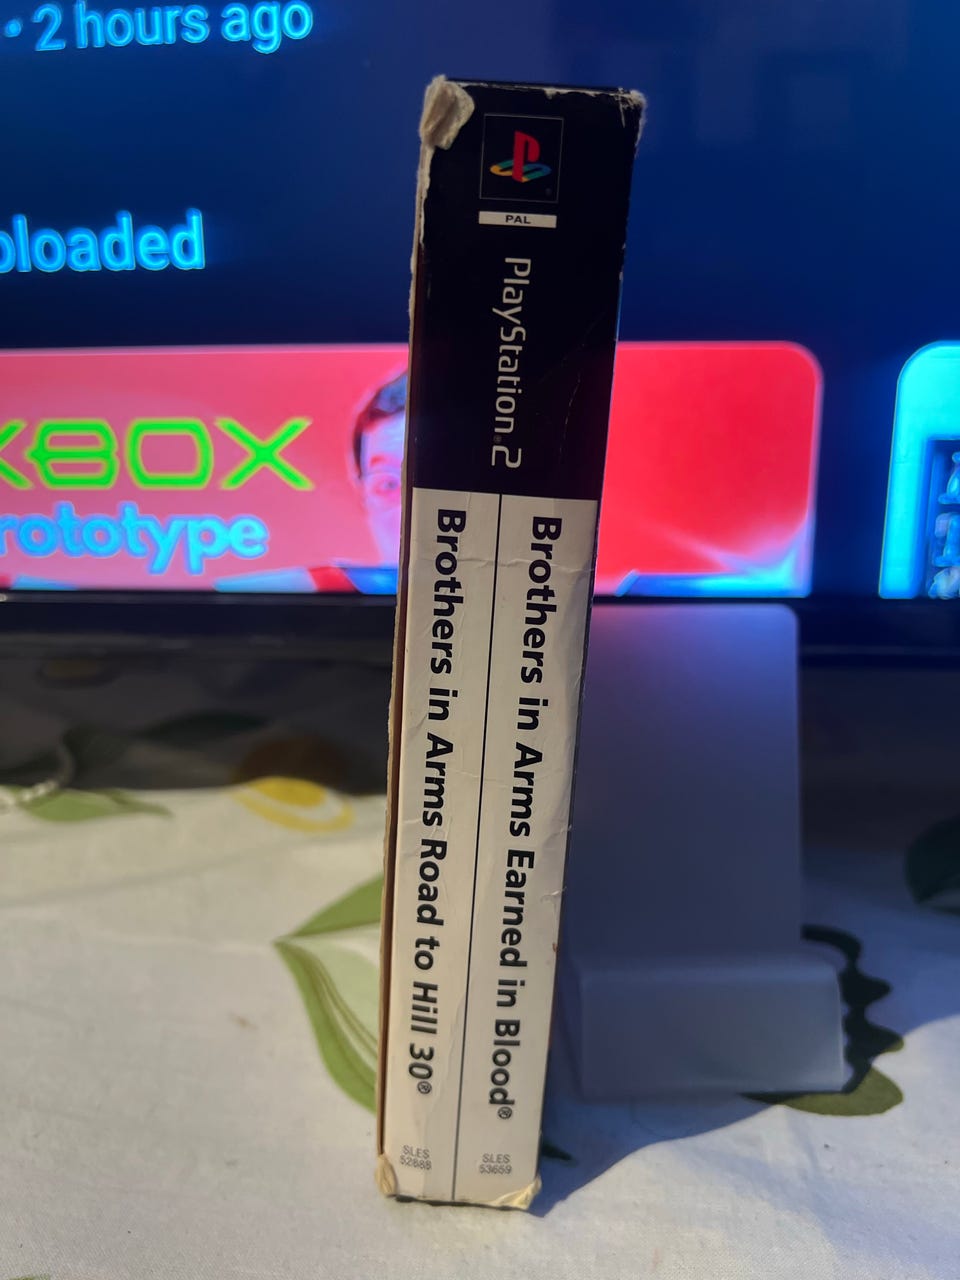 • 2 hours ago
oloaded
XBOX
rototype
PAL
PlayStation®2
Brothers in Arms Earned in Blood®
Brothers in Arms Road to Hill 30®
SLES
53659
SLES
52888